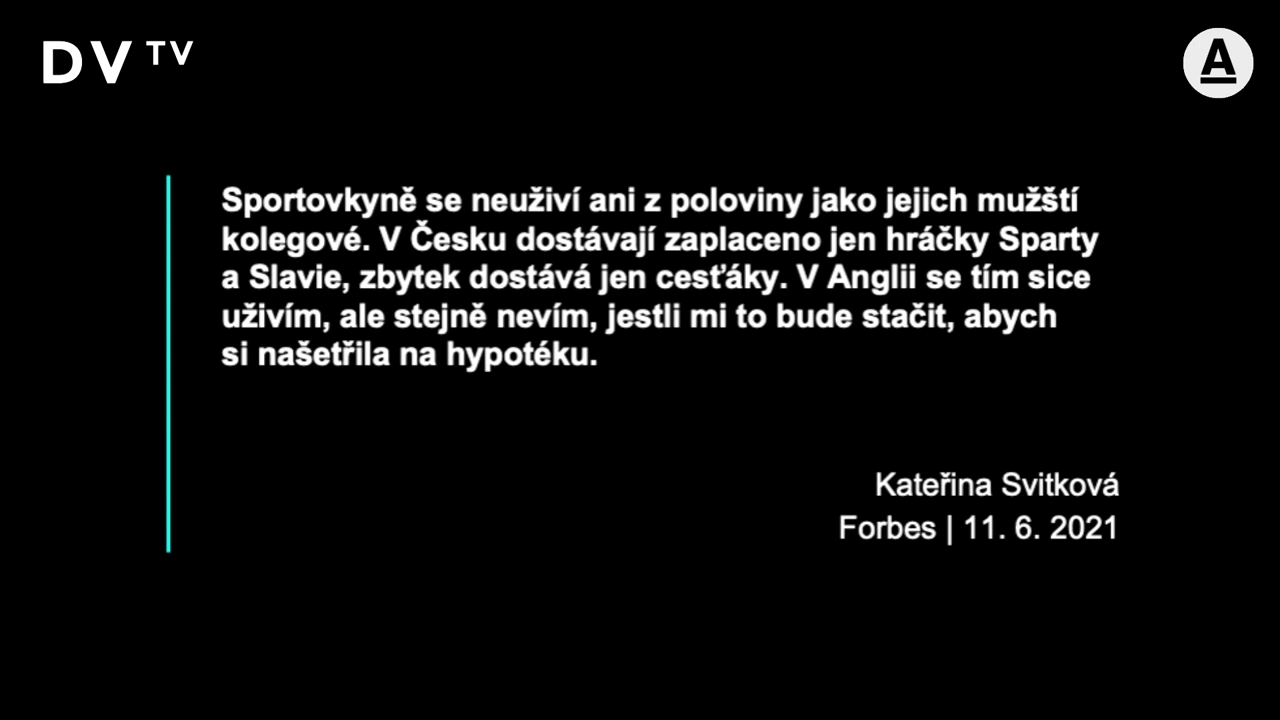 DVTV
A
Sportovkyně se neuživí ani z poloviny jako jejich mužští
kolegové. V Česku dostávají zaplaceno jen hráčky Sparty
a Slavie, zbytek dostává jen cesťáky. V Anglii se tím sice
uživím, ale stejně nevím, jestli mi to bude stačit, abych
si našetřila na hypotéku.
Kateřina Svitková
Forbes | 11. 6. 2021